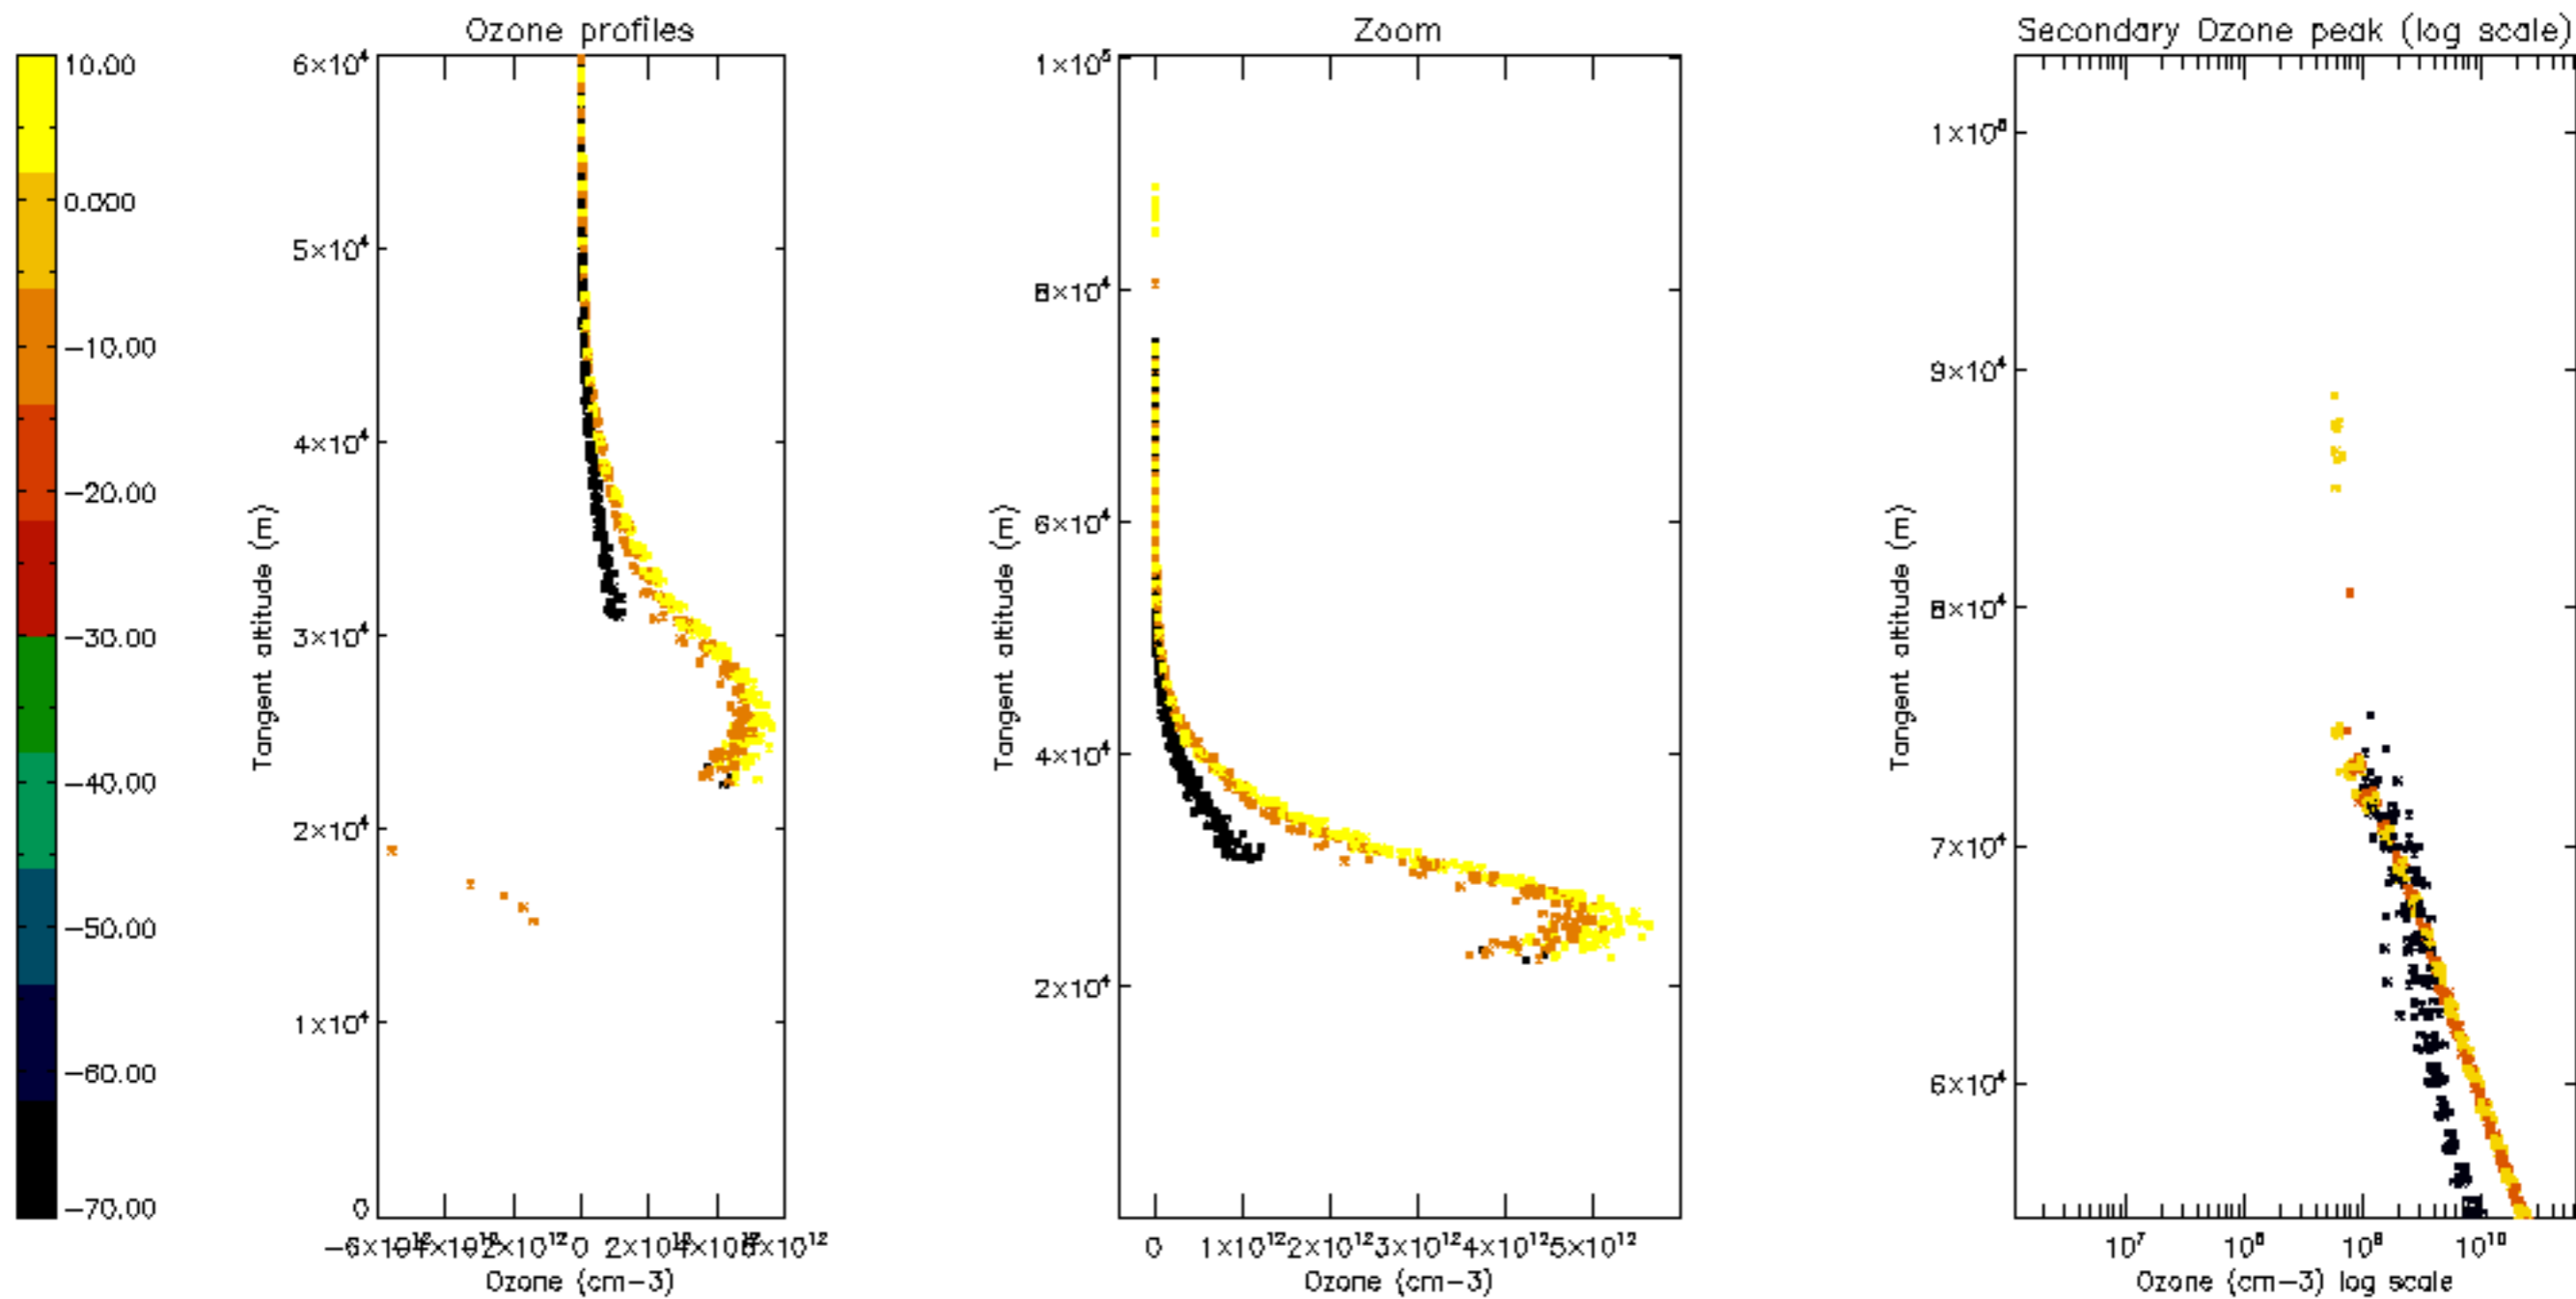 Ozone profiles
Zoom
Secondary Ozone peak (log scale)
10.00
0.000
−10.00
−20.00
−30.00
−40.00
−50.00
−60.00
−70.00
6×10⁴
5×10⁴
4×10⁴
3×10⁴
2×10⁴
1×10⁴
0
Tangent altitude (m)
0 2×10¹²
Ozone (cm−3)
1×10⁵
8×10⁴
6×10⁴
4×10⁴
2×10⁴
Tangent altitude (m)
0 1×10¹² 2×10¹² 3×10¹² 4×10¹² 5×10¹²
Ozone (cm−3)
9×10⁴
8×10⁴
7×10⁴
6×10⁴
Tangent altitude (m)
10⁷ 10⁸ 10⁹ 10¹⁰
Ozone (cm−3) log scale